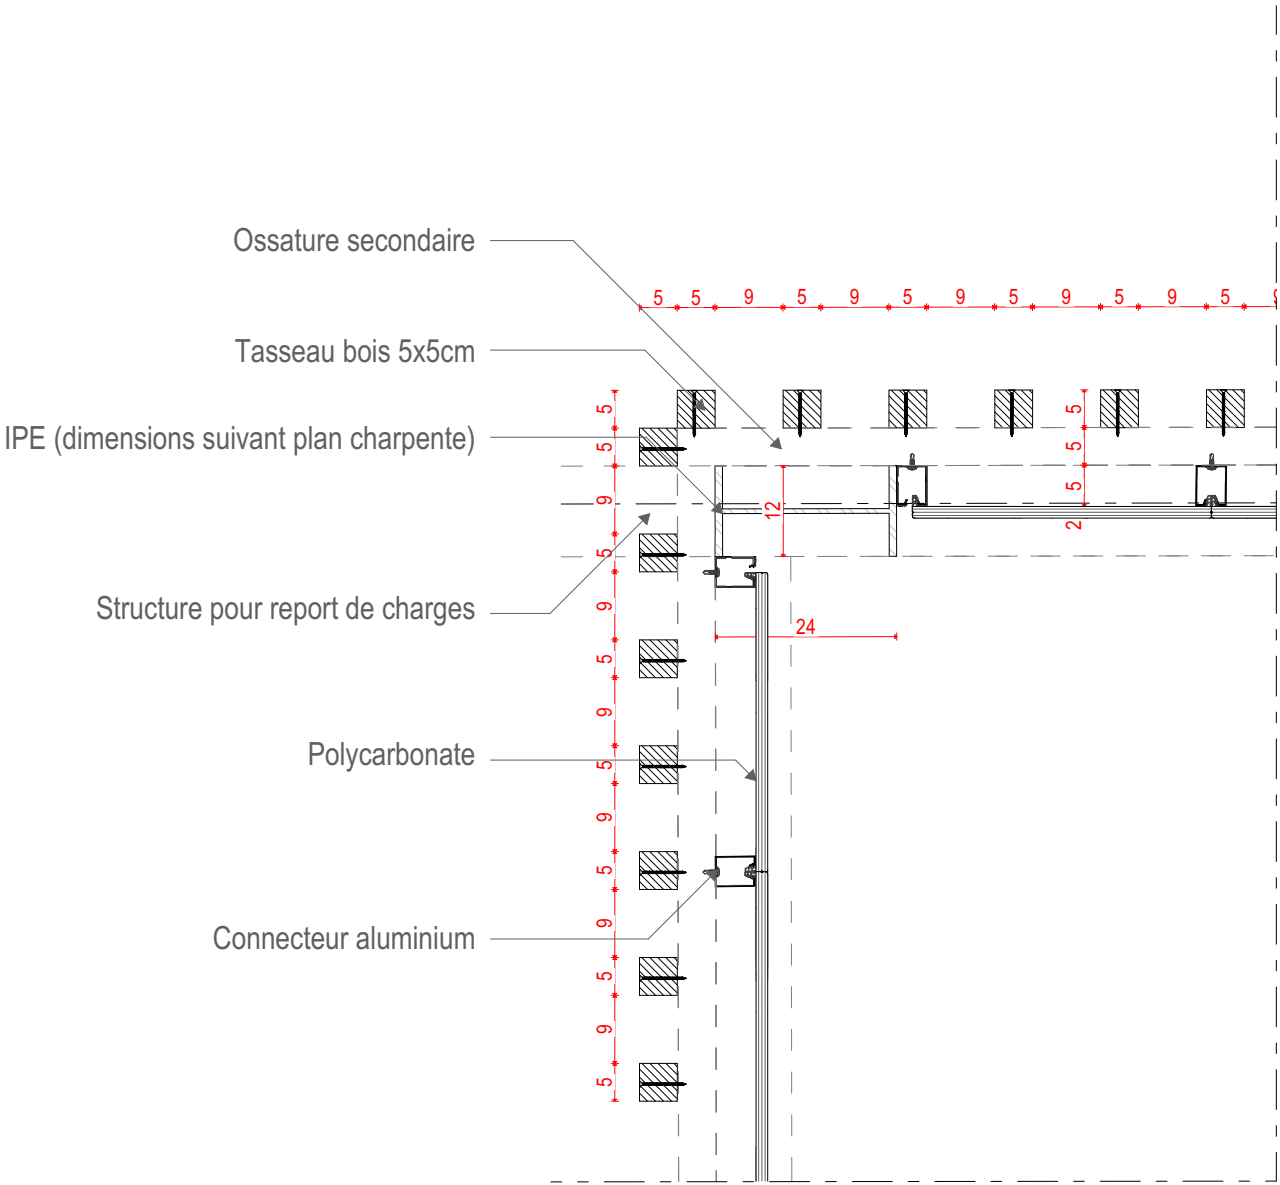 Ossature secondaire
5 5 9 5 9 5 9 5 9 5 9 5 9
Tasseau bois 5x5cm
IPE (dimensions suivant plan charpente)
5
5
9
5
9
5
9
5
9
5
9
5
9
5
5
5
5
2
12
24
Structure pour report de charges
Polycarbonate
Connecteur aluminium